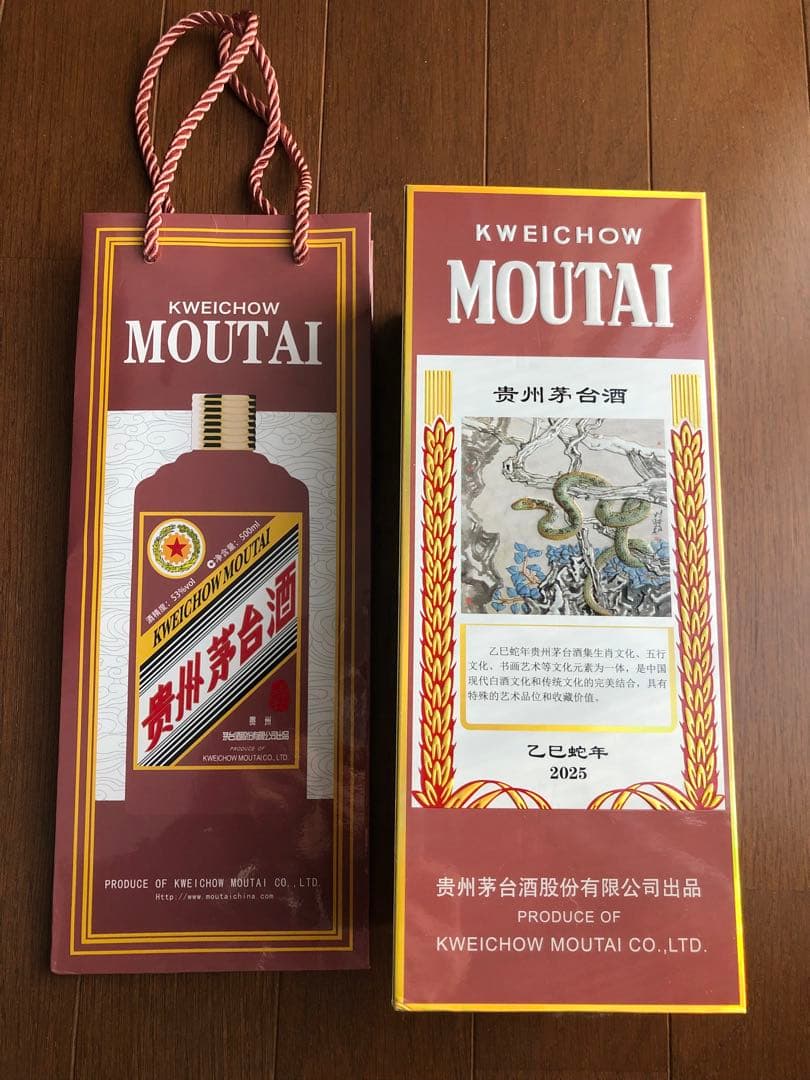 KWEICHOW
MOUTAI
酒精度：53%vol
净含量：500ml
KWEICHOW MOUTAI
贵州茅台酒
贵 州
茅台酒股份有限公司出品
PRODUCE OF
KWEICHOW MOUTAI CO., LTD.
PRODUCE OF KWEICHOW MOUTAI CO.,LTD.
Http://www.moutaichina.com
KWEICHOW
MOUTAI
贵州茅台酒
乙巳蛇年贵州茅台酒集生肖文化、五行
文化、书画艺术等文化元素为一体，是中国
现代白酒文化和传统文化的完美结合，具有
特殊的艺术品位和收藏价值。
乙巳蛇年
2025
贵州茅台酒股份有限公司出品
PRODUCE OF
KWEICHOW MOUTAI CO.,LTD.